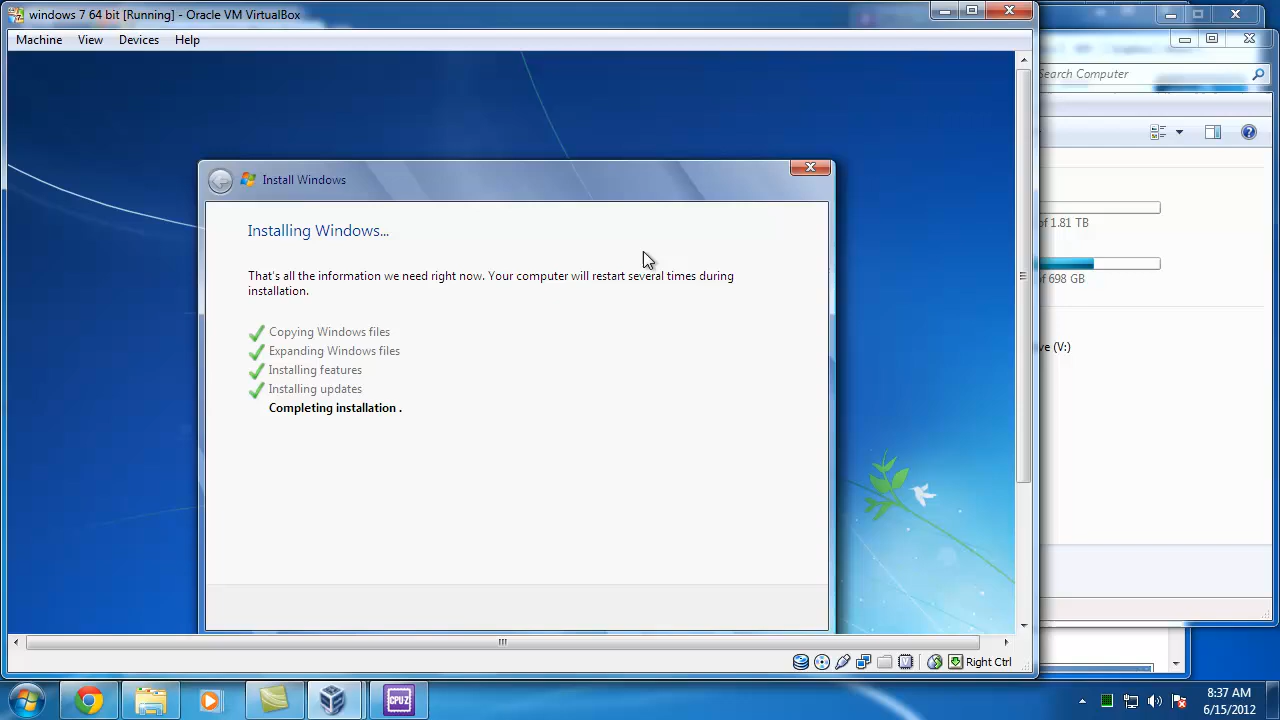 windows 7 64 bit [Running] - Oracle VM VirtualBox
Machine View Devices Help
Search Computer
Install Windows
Installing Windows...
of 1.81 TB
That's all the information we need right now. Your computer will restart several times during
installation.
of 698 GB
Copying Windows files
Expanding Windows files
ve (V:)
Installing features
Installing updates
Completing installation .
Right Ctrl
CPUZ
8:37 AM
6/15/2012